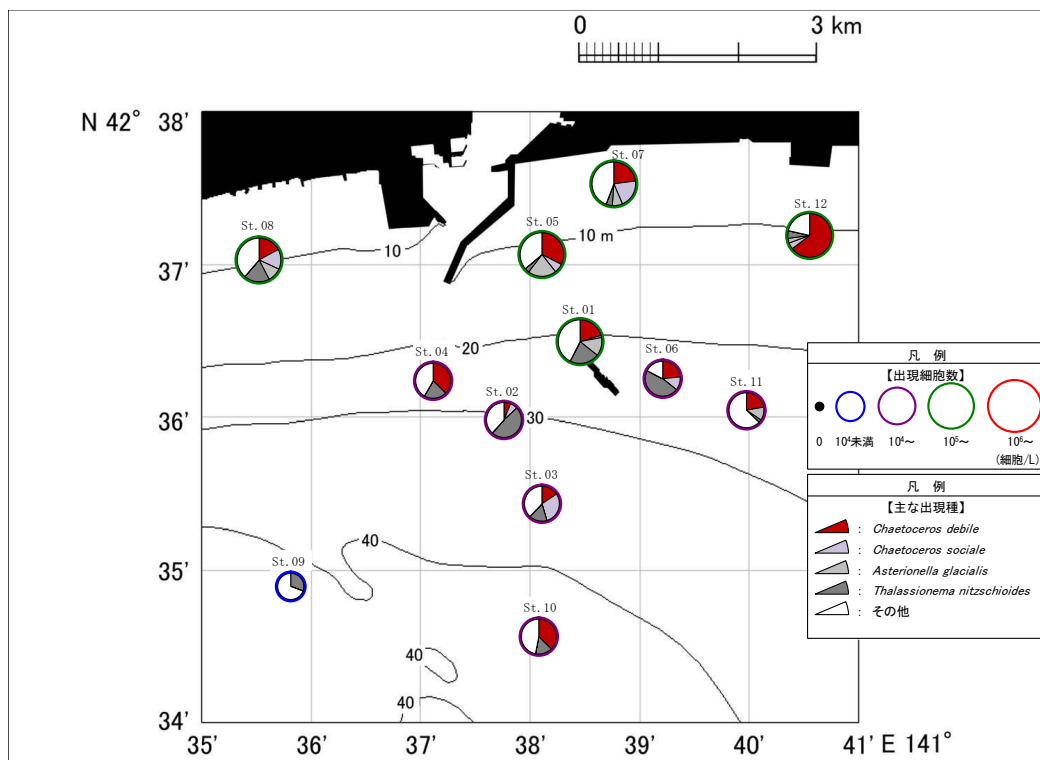 0 3 km
N 42° 38'
St.07
St.12
St.08
St.05
10 m
10
37'
St.01
20
St.04
St.06
St.11
St.02
30
36'
凡 例
【出現細胞数】
0 10⁴未満 10⁴～ 10⁵～ 10⁶～
(細胞/L)
St.03
凡 例
【主な出現種】
: Chaetoceros debile
: Chaetoceros sociale
: Asterionella glacialis
: Thalassionema nitzschioides
: その他
40
35'
St.09
St.10
40
40
34'
35' 36' 37' 38' 39' 40' 41' E 141°